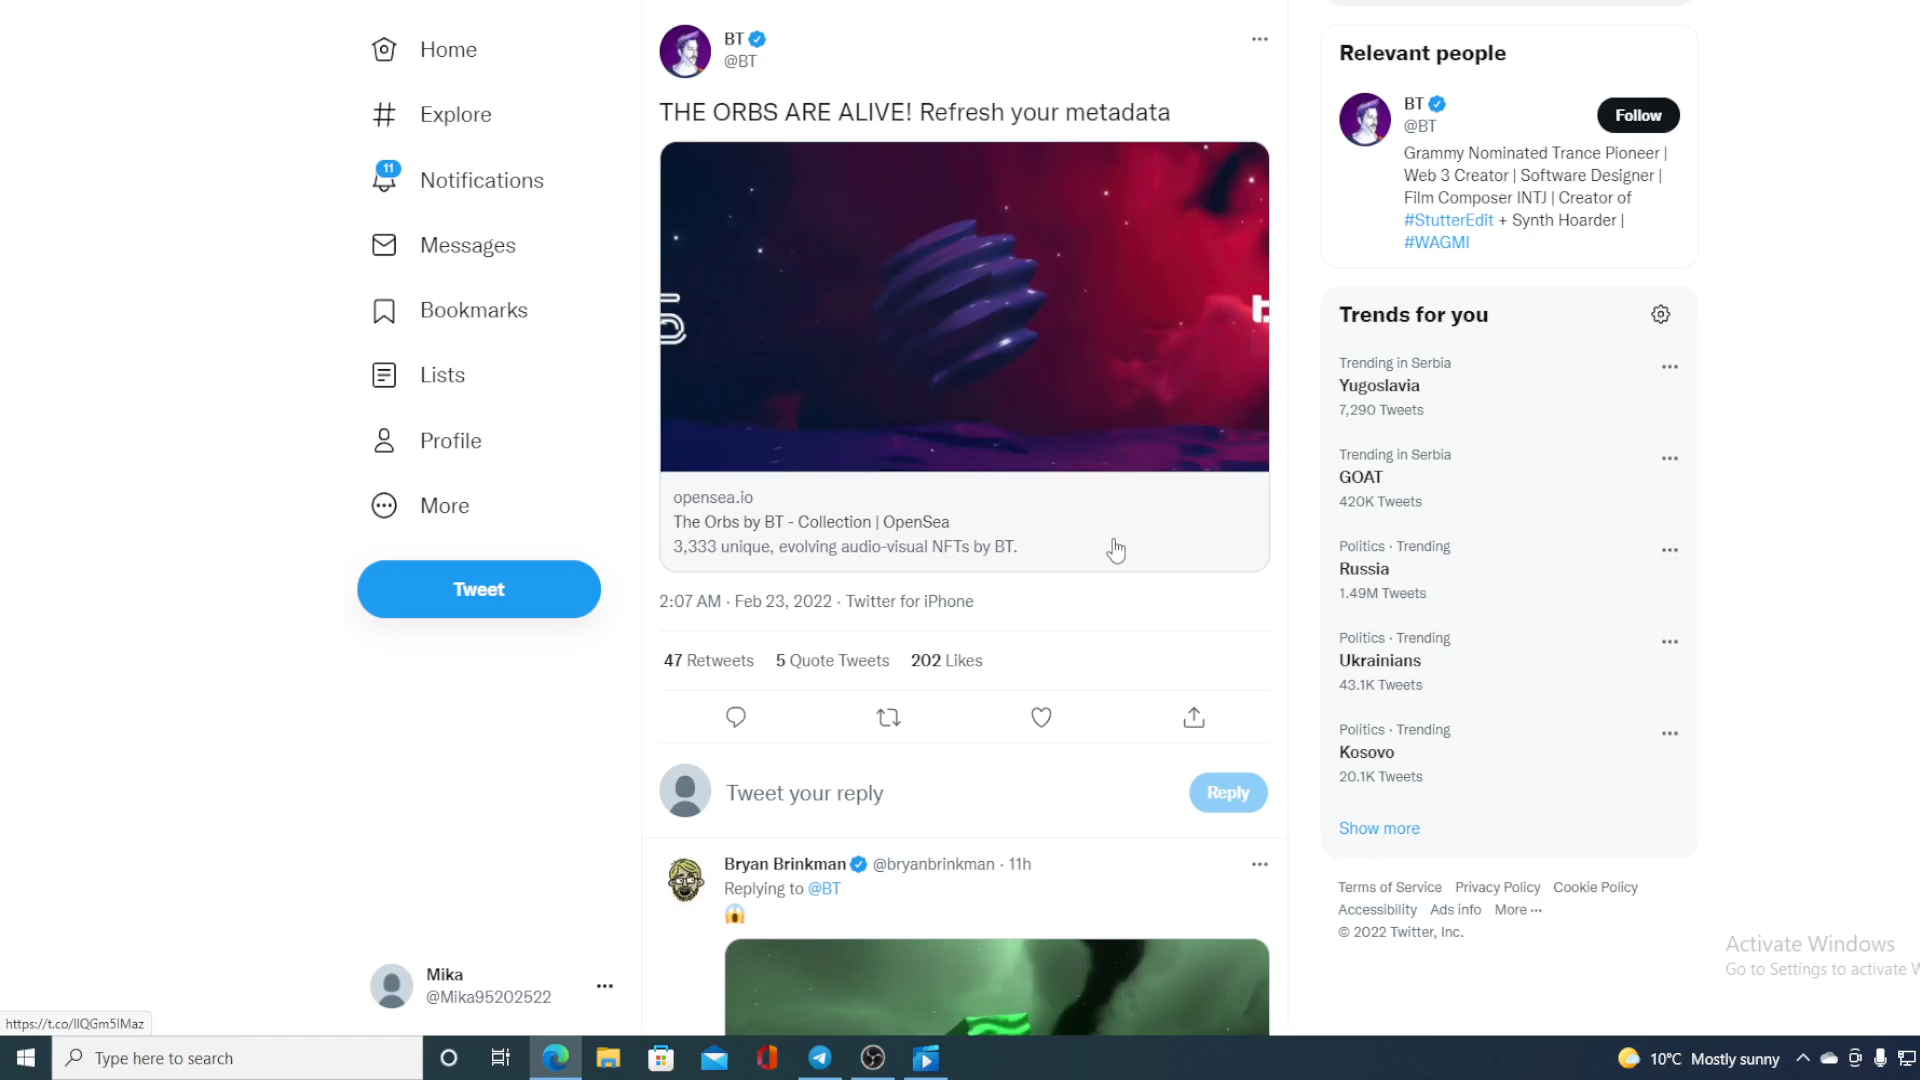 Home
Explore
11
Notifications
Messages
Bookmarks
Lists
Profile
More
Tweet
Mika
@Mika95202522
https://t.co/lIQGm5IMaz
BT
@BT
THE ORBS ARE ALIVE! Refresh your metadata
opensea.io
The Orbs by BT - Collection | OpenSea
3,333 unique, evolving audio-visual NFTs by BT.
2:07 AM · Feb 23, 2022 · Twitter for iPhone
47 Retweets 5 Quote Tweets 202 Likes
Tweet your reply
Reply
Bryan Brinkman @bryanbrinkman · 11h
Replying to @BT
Relevant people
BT
@BT
Follow
Grammy Nominated Trance Pioneer |
Web 3 Creator | Software Designer |
Film Composer INTJ | Creator of
#StutterEdit + Synth Hoarder |
#WAGMI
Trends for you
Trending in Serbia
Yugoslavia
7,290 Tweets
Trending in Serbia
GOAT
420K Tweets
Politics · Trending
Russia
1.49M Tweets
Politics · Trending
Ukrainians
43.1K Tweets
Politics · Trending
Kosovo
20.1K Tweets
Show more
Terms of Service Privacy Policy Cookie Policy
Accessibility Ads info More ···
© 2022 Twitter, Inc.
Activate Windows
Go to Settings to activate W
Type here to search
10°C Mostly sunny